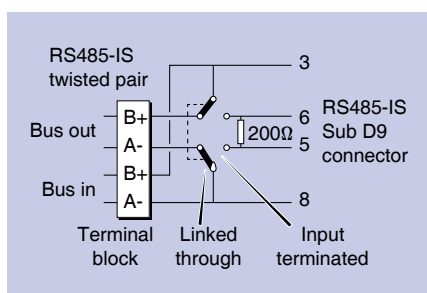 RS485-IS
twisted pair
3
6
RS485-IS
200Ω
Sub D9
5
connector
8
Bus out
Bus in
B+
A-
B+
A-
Terminal
block
Linked
through
Input
terminated